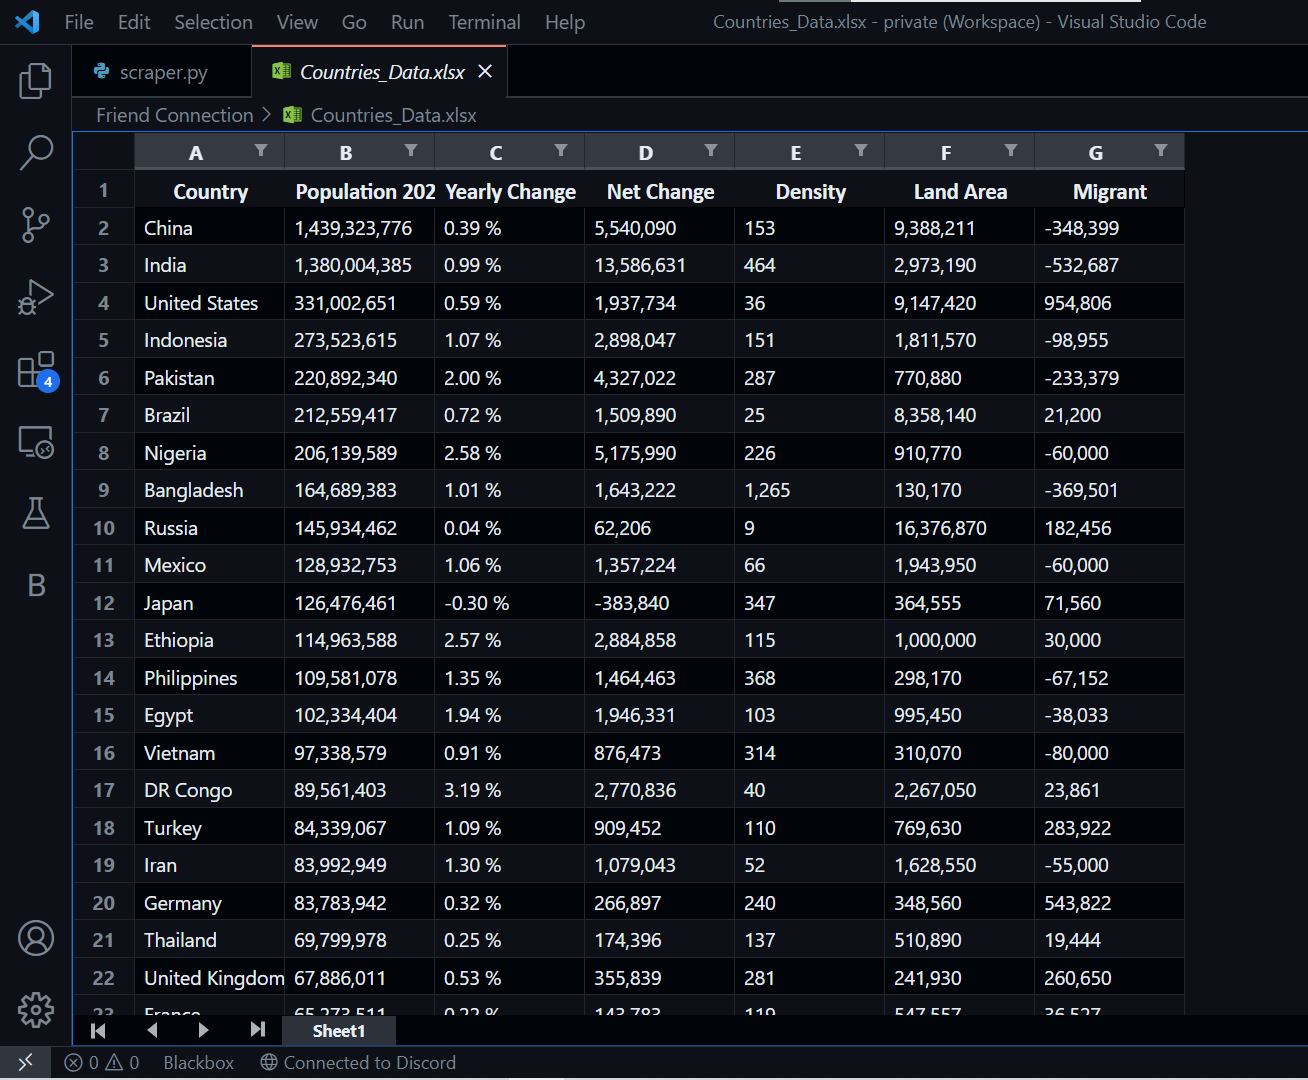 File Edit Selection View Go Run Terminal Help Countries_Data.xlsx - private (Workspace) - Visual Studio Code
scraper.py Countries_Data.xlsx
Friend Connection > Countries_Data.xlsx
A B C D E F G
1 Country Population 202 Yearly Change Net Change Density Land Area Migrant
2 China 1,439,323,776 0.39 % 5,540,090 153 9,388,211 -348,399
3 India 1,380,004,385 0.99 % 13,586,631 464 2,973,190 -532,687
4 United States 331,002,651 0.59 % 1,937,734 36 9,147,420 954,806
5 Indonesia 273,523,615 1.07 % 2,898,047 151 1,811,570 -98,955
6 Pakistan 220,892,340 2.00 % 4,327,022 287 770,880 -233,379
7 Brazil 212,559,417 0.72 % 1,509,890 25 8,358,140 21,200
8 Nigeria 206,139,589 2.58 % 5,175,990 226 910,770 -60,000
9 Bangladesh 164,689,383 1.01 % 1,643,222 1,265 130,170 -369,501
10 Russia 145,934,462 0.04 % 62,206 9 16,376,870 182,456
11 Mexico 128,932,753 1.06 % 1,357,224 66 1,943,950 -60,000
12 Japan 126,476,461 -0.30 % -383,840 347 364,555 71,560
13 Ethiopia 114,963,588 2.57 % 2,884,858 115 1,000,000 30,000
14 Philippines 109,581,078 1.35 % 1,464,463 368 298,170 -67,152
15 Egypt 102,334,404 1.94 % 1,946,331 103 995,450 -38,033
16 Vietnam 97,338,579 0.91 % 876,473 314 310,070 -80,000
17 DR Congo 89,561,403 3.19 % 2,770,836 40 2,267,050 23,861
18 Turkey 84,339,067 1.09 % 909,452 110 769,630 283,922
19 Iran 83,992,949 1.30 % 1,079,043 52 1,628,550 -55,000
20 Germany 83,783,942 0.32 % 266,897 240 348,560 543,822
21 Thailand 69,799,978 0.25 % 174,396 137 510,890 19,444
22 United Kingdom 67,886,011 0.53 % 355,839 281 241,930 260,650
23 France 65,273,511 0.22 % 143,783 119 547,557 36,527
4
B
Sheet1
0 0 Blackbox Connected to Discord